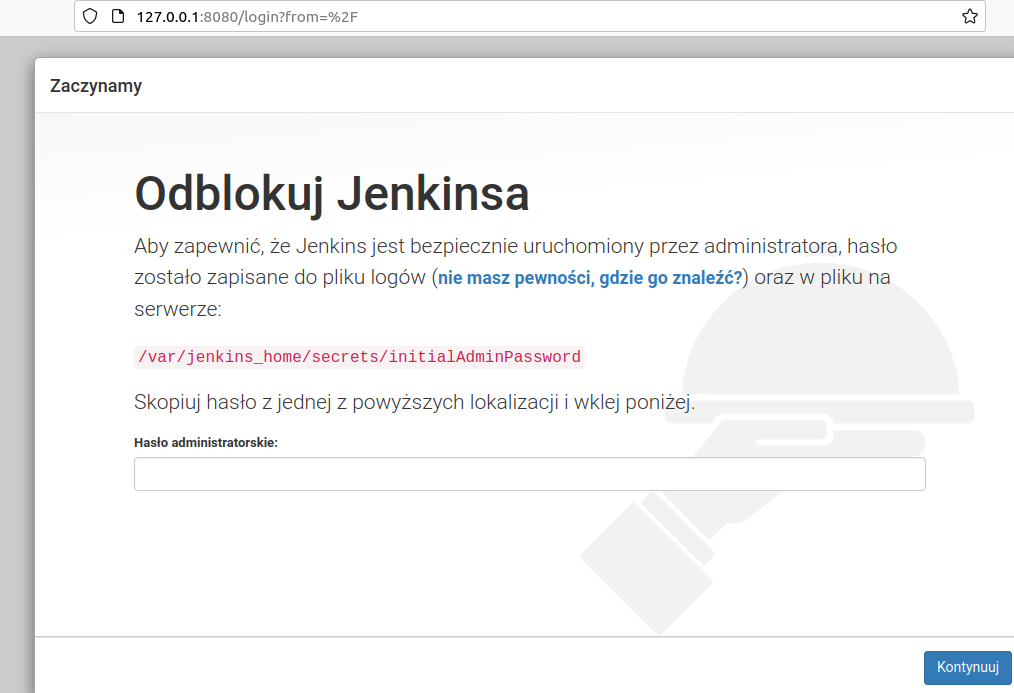 127.0.0.1:8080/login?from=%2F
Zaczynamy
Odblokuj Jenkinsa
Aby zapewnić, że Jenkins jest bezpiecznie uruchomiony przez administratora, hasło
zostało zapisane do pliku logów (nie masz pewności, gdzie go znaleźć?) oraz w pliku na
serwerze:
/var/jenkins_home/secrets/initialAdminPassword
Skopiuj hasło z jednej z powyższych lokalizacji i wklej poniżej.
Hasło administratorskie:
Kontynuuj